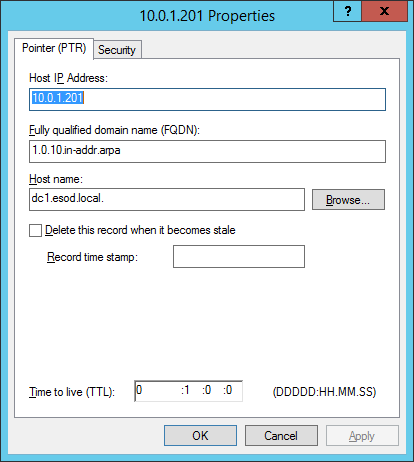 10.0.1.201 Properties
? x
Pointer (PTR) Security
Host IP Address:
10.0.1.201
Fully qualified domain name (FQDN):
1.0.10.in-addr.arpa
Host name:
dc1.esod.local.
Browse...
Delete this record when it becomes stale
Record time stamp:
Time to live (TTL): 0 :1 :0 :0 (DDDDD:HH.MM.SS)
OK Cancel Apply